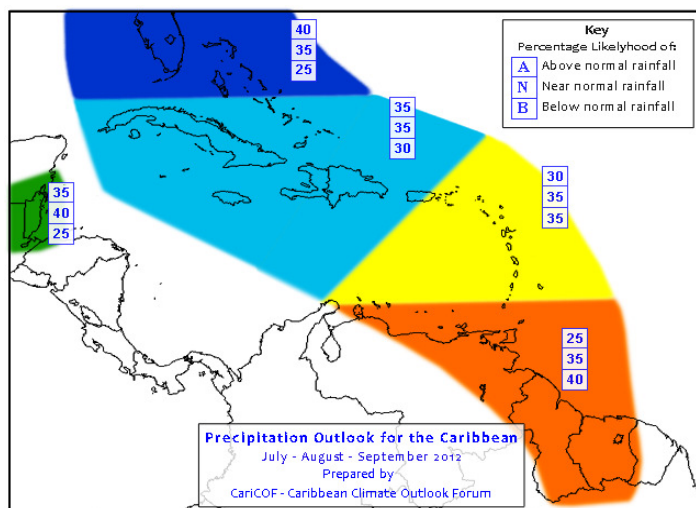 40
35
25
Key
Percentage Likelyhood of:
A Above normal rainfall
N Near normal rainfall
B Below normal rainfall
35
35
30
30
35
35
35
40
25
25
35
40
Precipitation Outlook for the Caribbean
July - August - September 2012
Prepared by
CariCOF - Caribbean Climate Outlook Forum